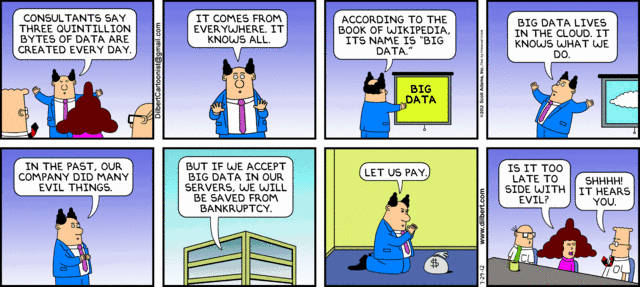 CONSULTANTS SAY
THREE QUINTILLION
BYTES OF DATA ARE
CREATED EVERY DAY.
DilbertCartoonist@gmail.com
IT COMES FROM
EVERYWHERE. IT
KNOWS ALL.
ACCORDING TO THE
BOOK OF WIKIPEDIA,
ITS NAME IS "BIG
DATA."
BIG
DATA
BIG DATA LIVES
IN THE CLOUD. IT
KNOWS WHAT WE
DO.
IN THE PAST, OUR
COMPANY DID MANY
EVIL THINGS.
BUT IF WE ACCEPT
BIG DATA IN OUR
SERVERS, WE WILL
BE SAVED FROM
BANKRUPTCY.
LET US PAY.
$
www.dilbert.com
7-29-12
IS IT TOO
LATE TO
SIDE WITH
EVIL?
SHHHH!
IT HEARS
YOU.